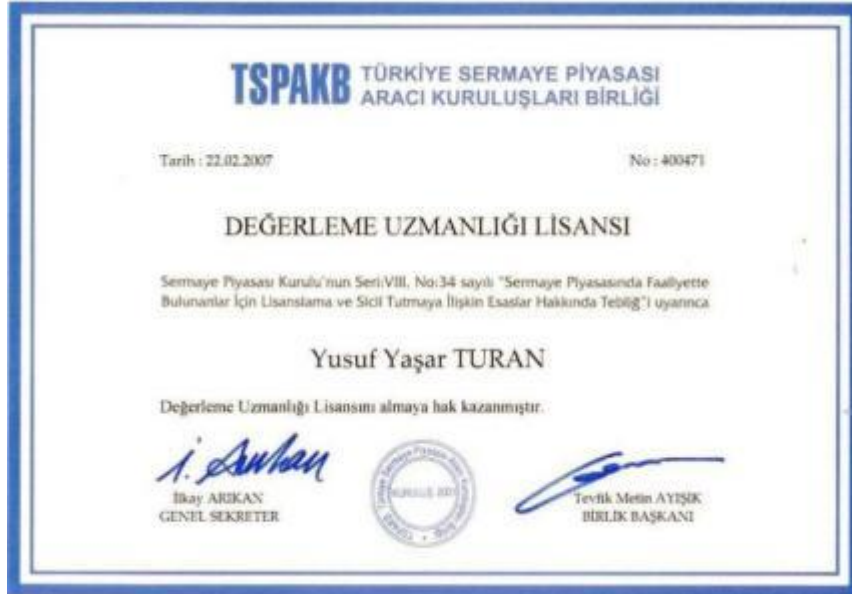 TSPAKB TÜRKİYE SERMAYE PİYASASI
ARACI KURULUŞLARI BİRLİĞİ
Tarih : 22.02.2007 No : 400471
DEĞERLEME UZMANLIĞI LİSANSI
Sermaye Piyasası Kurulu'nun Seri:VIII, No:34 sayılı "Sermaye Piyasasında Faaliyette
Bulunanlar İçin Lisanslama ve Sicil Tutmaya İlişkin Esaslar Hakkında Tebliğ"i uyarınca
Yusuf Yaşar TURAN
Değerleme Uzmanlığı Lisansını almaya hak kazanmıştır.
İlkay ARIKAN
GENEL SEKRETER
KURULUŞ 2001
Tevfik Metin AYIŞIK
BİRLİK BAŞKANI